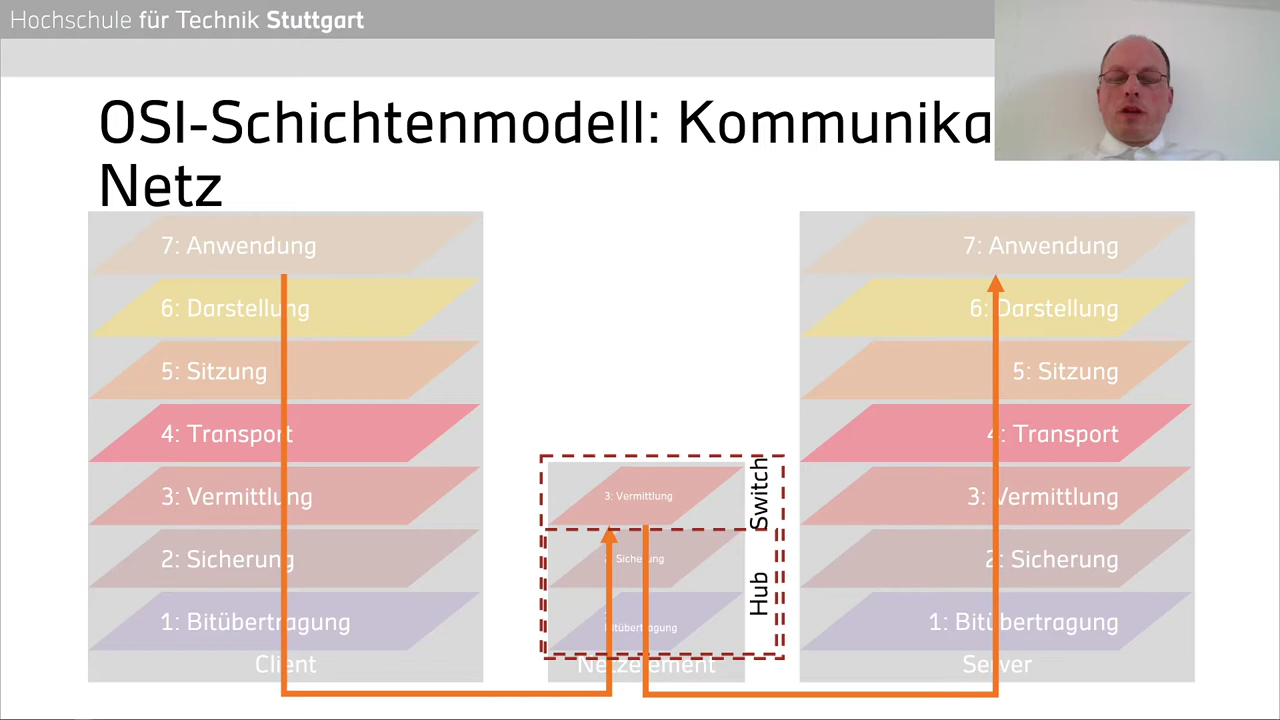 Hochschule für Technik Stuttgart
OSI-Schichtenmodell: Kommunika
Netz
7: Anwendung
6: Darstellung
5: Sitzung
4: Transport
3: Vermittlung
2: Sicherung
1: Bitübertragung
Client
3: Vermittlung
Sicherung
Bitübertragung
Netzelement
Switch
Hub
7: Anwendung
6: Darstellung
5: Sitzung
4: Transport
3: Vermittlung
2: Sicherung
1: Bitübertragung
Server